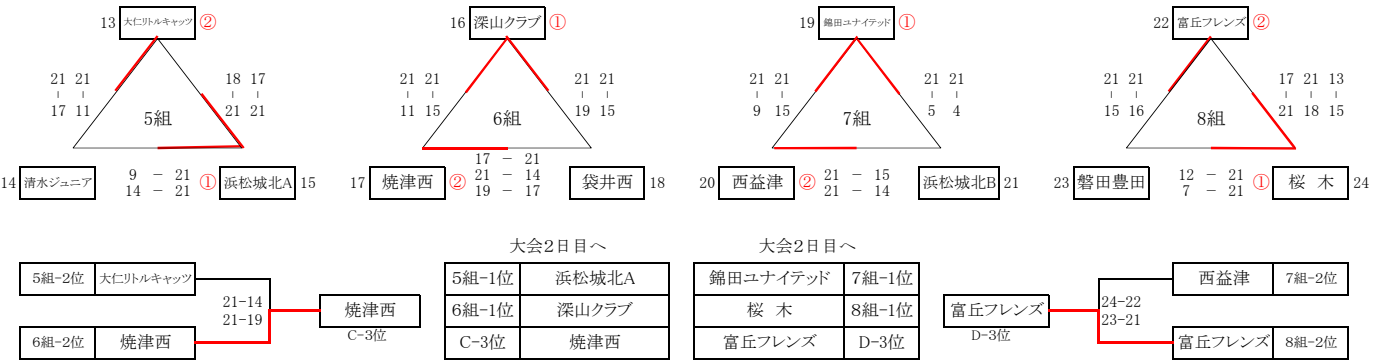 13 大仁リトルキャッツ ②
21 21
- -
17 11
18 17
21 21
5組
14 清水ジュニア
9 - 21
14 - 21
① 浜松城北A 15
16 深山クラブ ①
21 21
- -
11 15
21 21
- -
19 15
6組
17 焼津西 ②
17 - 21
21 - 14
19 - 17
袋井西 18
19 錦田ユナイテッド ①
21 21
- -
9 15
21 21
- -
5 4
7組
20 西益津 ②
21 - 15
21 - 14
浜松城北B 21
22 富丘フレンズ ②
21 21
- -
15 16
17 21 13
- - -
21 18 15
8組
23 磐田豊田
12 - 21
7 - 21
① 桜 木 24
5組-2位 大仁リトルキャッツ
21-14
21-19
6組-2位 焼津西
焼津西
C-3位
大会2日目へ
5組-1位 浜松城北A
6組-1位 深山クラブ
C-3位 焼津西
大会2日目へ
錦田ユナイテッド 7組-1位
桜 木 8組-1位
富丘フレンズ D-3位
富丘フレンズ
D-3位
西益津 7組-2位
24-22
23-21
富丘フレンズ 8組-2位